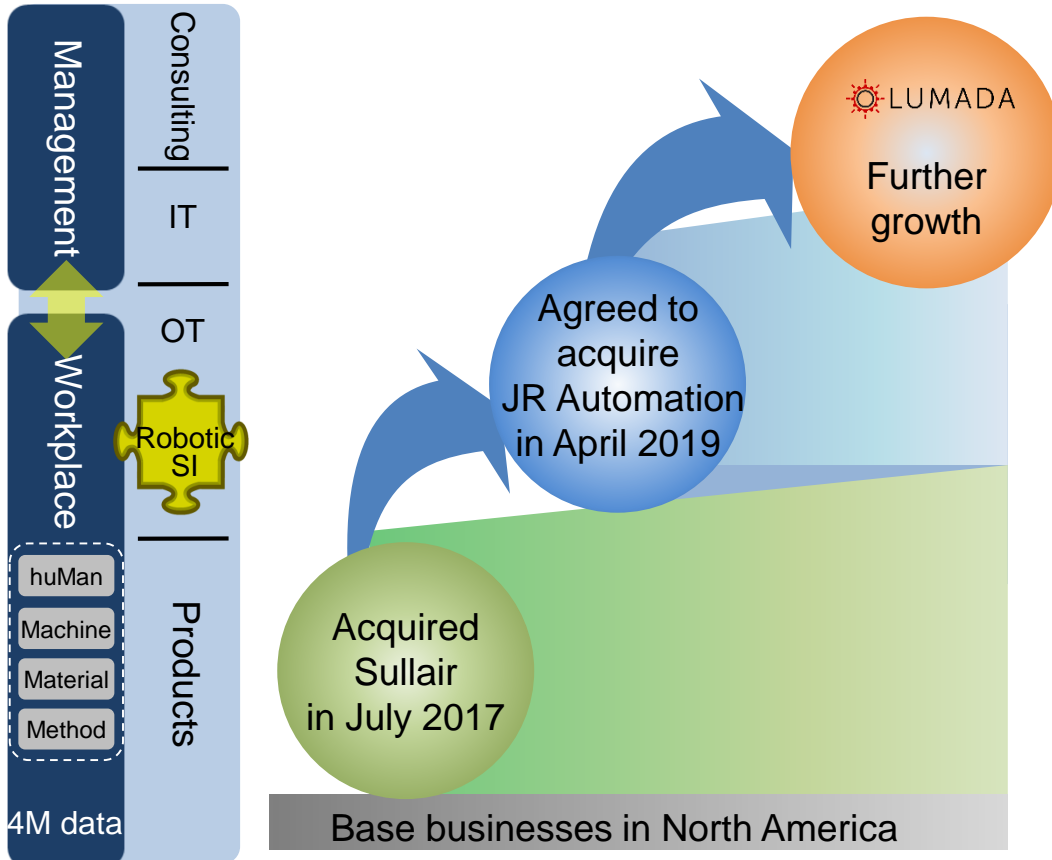 Management
Workplace
huMan
Machine
Material
Method
4M data
Consulting
IT
OT
Robotic
SI
Products
LUMADA
Further
growth
Agreed to
acquire
JR Automation
in April 2019
Acquired
Sullair
in July 2017
Base businesses in North America